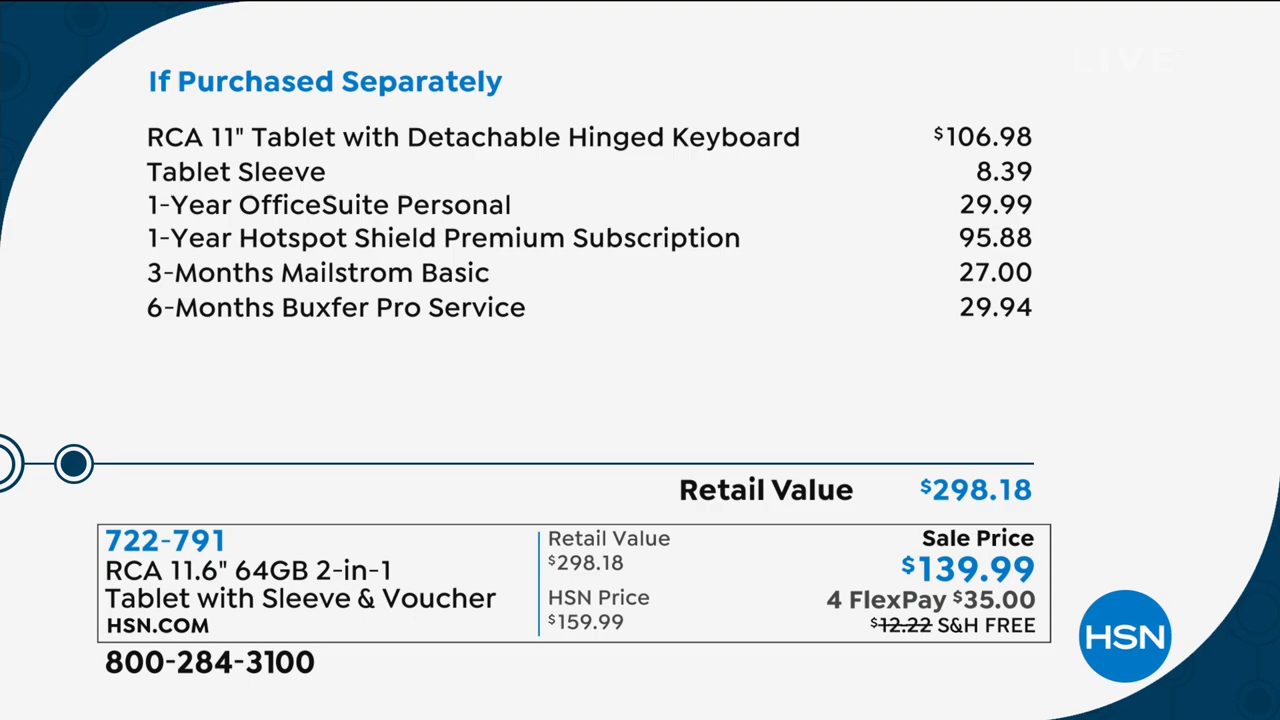 LIVE
If Purchased Separately
RCA 11" Tablet with Detachable Hinged Keyboard $106.98
Tablet Sleeve 8.39
1-Year OfficeSuite Personal 29.99
1-Year Hotspot Shield Premium Subscription 95.88
3-Months Mailstrom Basic 27.00
6-Months Buxfer Pro Service 29.94
Retail Value $298.18
722-791
RCA 11.6" 64GB 2-in-1
Tablet with Sleeve & Voucher
HSN.COM
Retail Value
$298.18
HSN Price
$159.99
Sale Price
$139.99
4 FlexPay $35.00
$12.22 S&H FREE
800-284-3100
HSN